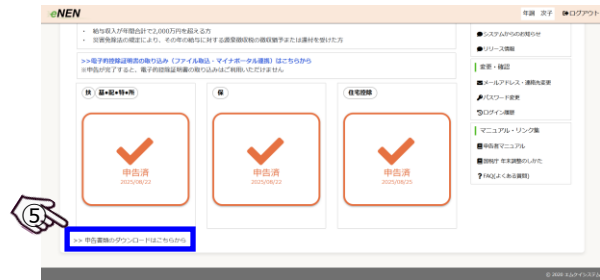 eNEN
年調 次子 ログアウト
・ 給与収入が年間合計で2,000万円を超える方
・ 災害免除法の規定により、その年の給与に対する源泉徴収税の徴収猶予または還付を受けた方
>>電子的控除証明書の取り込み（ファイル取込・マイナポータル連携）はこちらから
※申告が完了すると、電子的控除証明書の取り込みはご利用いただけません
扶 基•配•特•所
保
住宅控除
申告済
2025/08/22
申告済
2025/08/22
申告済
2025/08/25
>> 申告書類のダウンロードはこちらから
⑤
システムからのお知らせ
リリース情報
変更・確認
メールアドレス・連絡先変更
パスワード変更
ログイン履歴
マニュアル・リンク集
申告者マニュアル
国税庁 年末調整のしかた
FAQ(よくある質問)